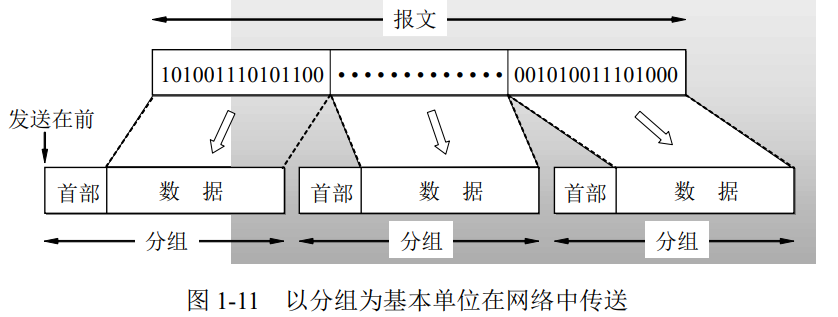 报文
101001110101100 ••••••••••••• 001010011101000
发送在前
首部 数 据 首部 数 据 首部 数 据
分组 分组 分组
图 1-11 以分组为基本单位在网络中传送